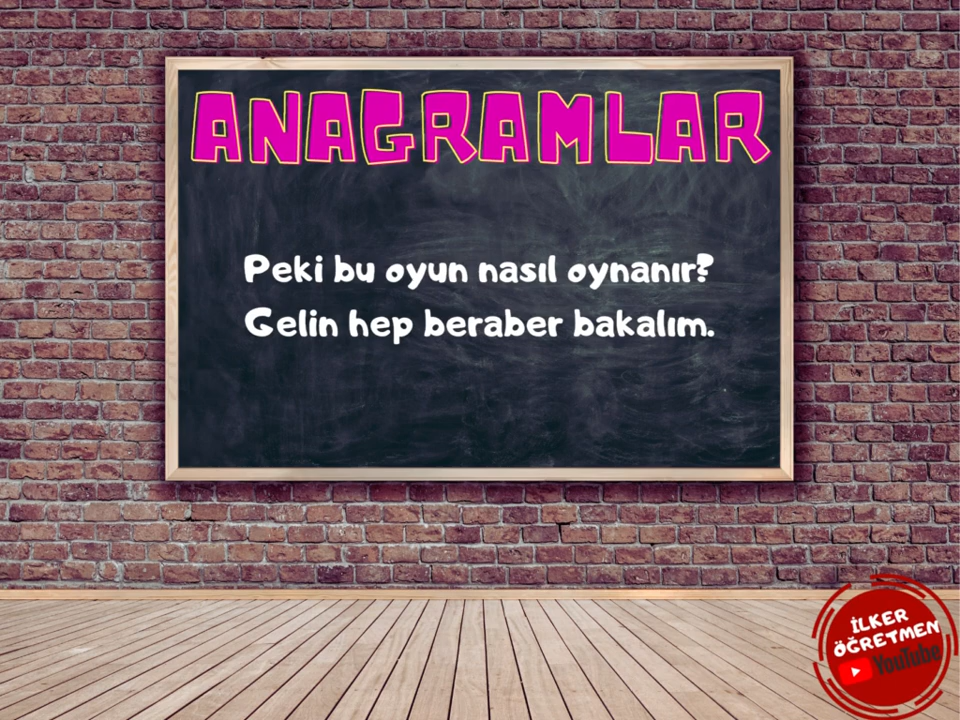 ANAGRAMLAR
Peki bu oyun nasıl oynanır?
Gelin hep beraber bakalım.
İLKER
ÖĞRETMEN
YouTube